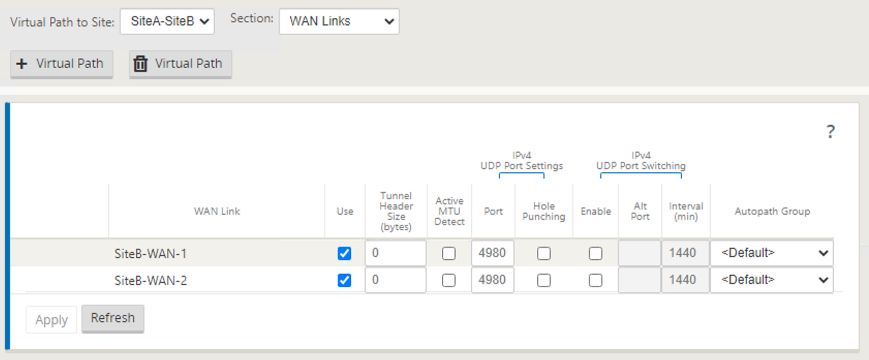 Virtual Path to Site: SiteA-SiteB Section: WAN Links
+ Virtual Path Virtual Path
?
IPv4 IPv4
UDP Port Settings UDP Port Switching
WAN Link Use Tunnel Header Size (bytes) Active MTU Detect Port Hole Punching Enable Alt Port Interval (min) Autopath Group
SiteB-WAN-1 0 4980 1440 <Default>
SiteB-WAN-2 0 4980 1440 <Default>
Apply Refresh